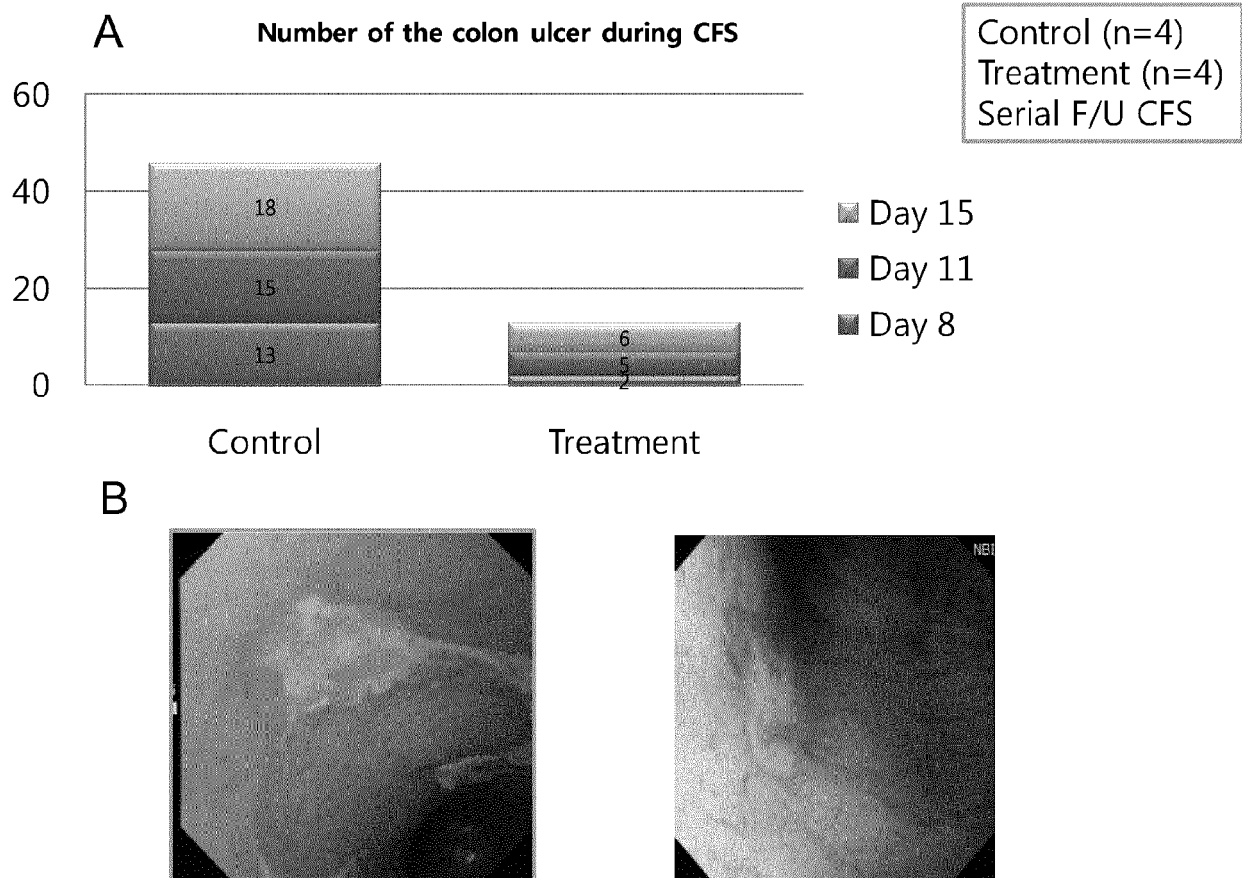 A
Number of the colon ulcer during CFS
Control (n=4)
Treatment (n=4)
Serial F/U CFS
60
40
20
0
18
15
13
6
5
2
Day 15
Day 11
Day 8
Control
Treatment
B
NBI